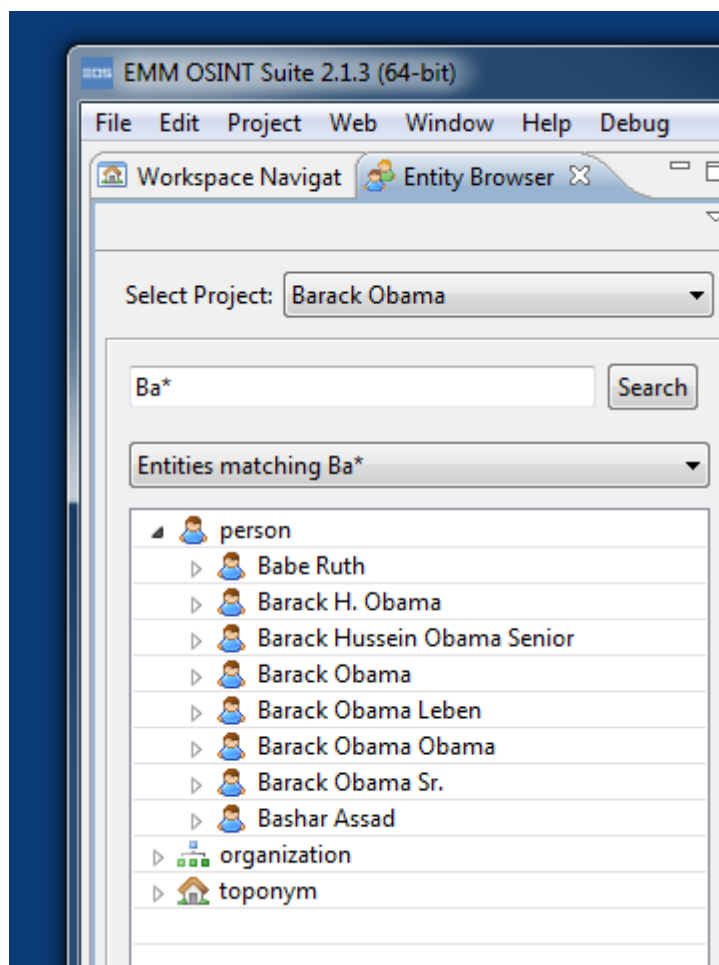 EOS EMM OSINT Suite 2.1.3 (64-bit)
File Edit Project Web Window Help Debug
Workspace Navigat Entity Browser
Select Project: Barack Obama
Ba* Search
Entities matching Ba*
person
Babe Ruth
Barack H. Obama
Barack Hussein Obama Senior
Barack Obama
Barack Obama Leben
Barack Obama Obama
Barack Obama Sr.
Bashar Assad
organization
toponym